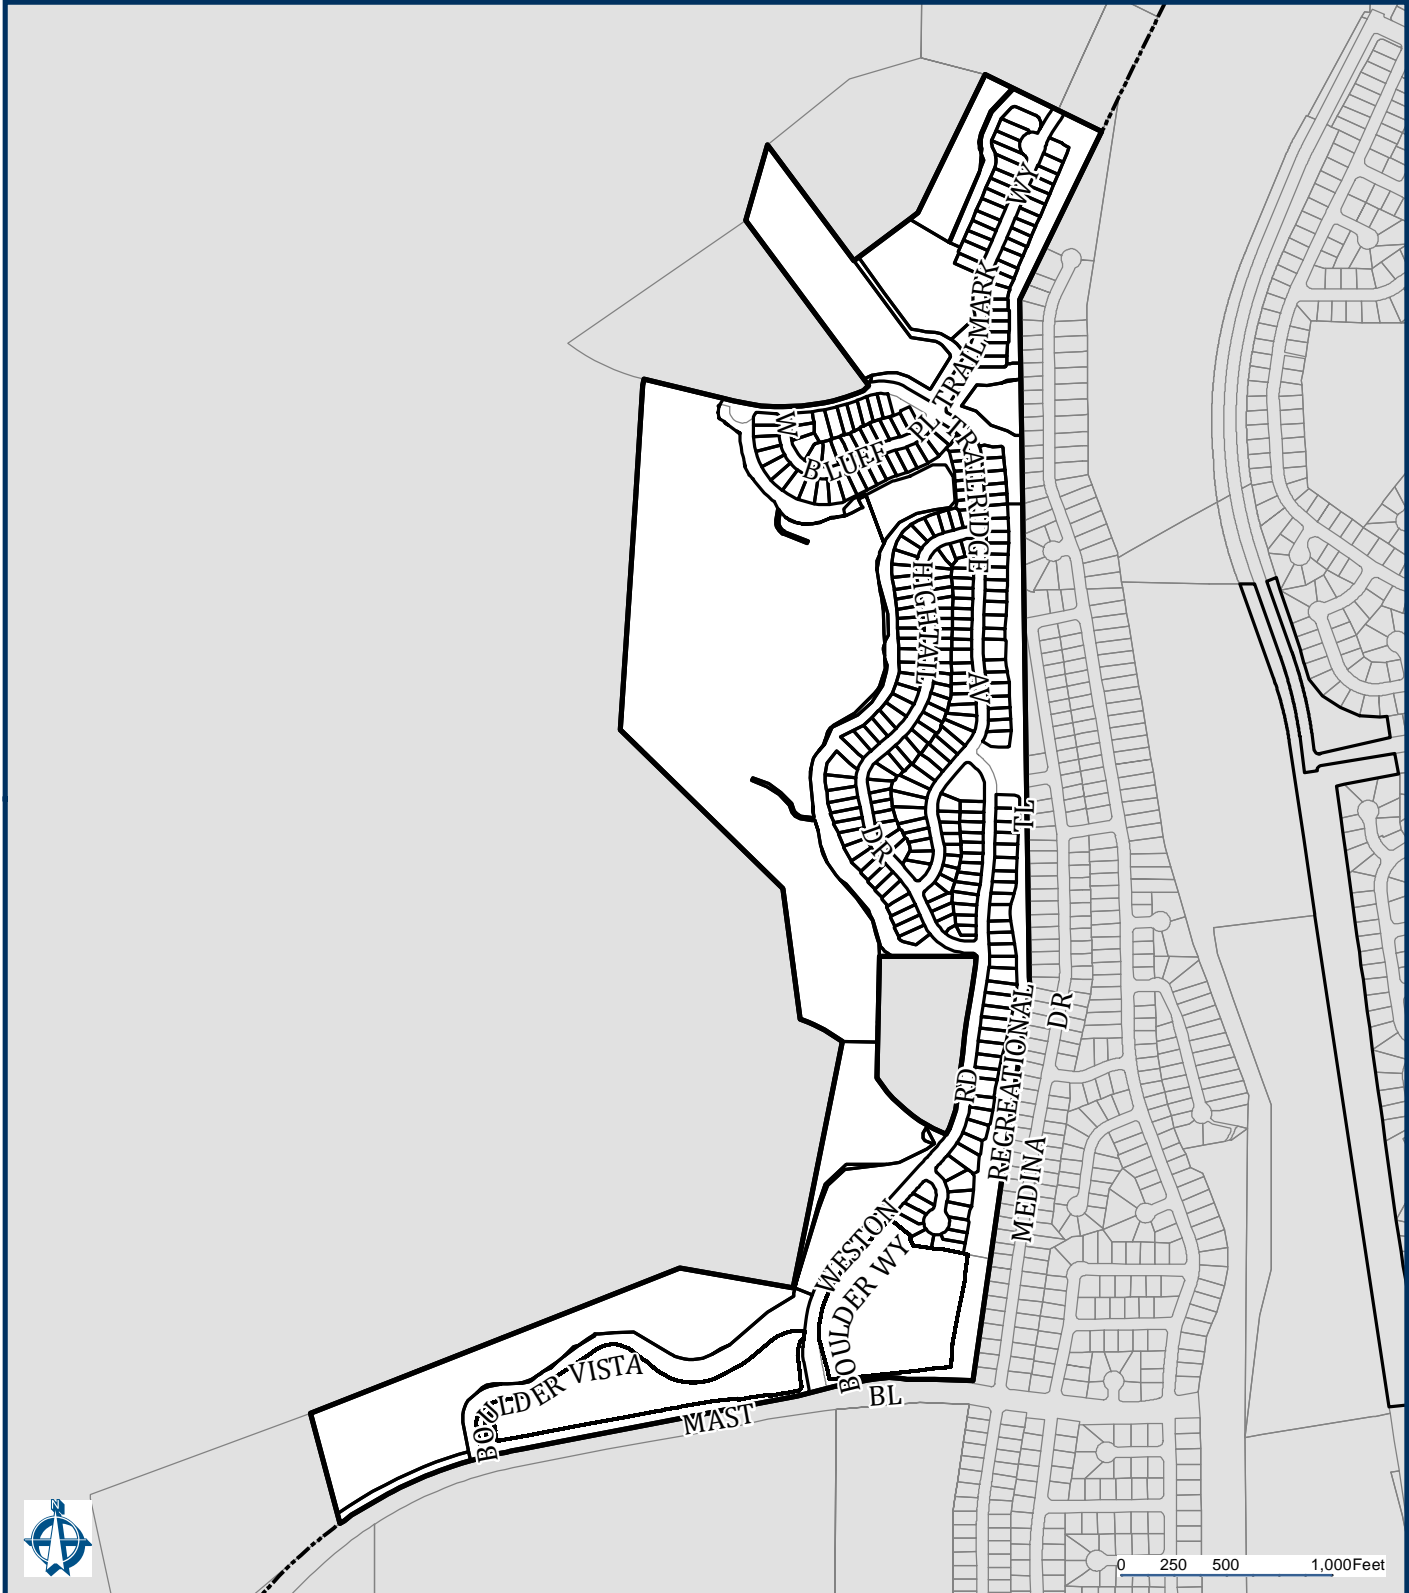 WY
TRAILMARK
W
BLUFF
PL
TRAILRIDGE
HIGHTAIL
AV
TL
DR
RECREATIONAL
DR
RD
MEDINA
WESTON
BOULDER WY
BOULDER VISTA
MAST
BL
N
0 250 500 1,000Feet